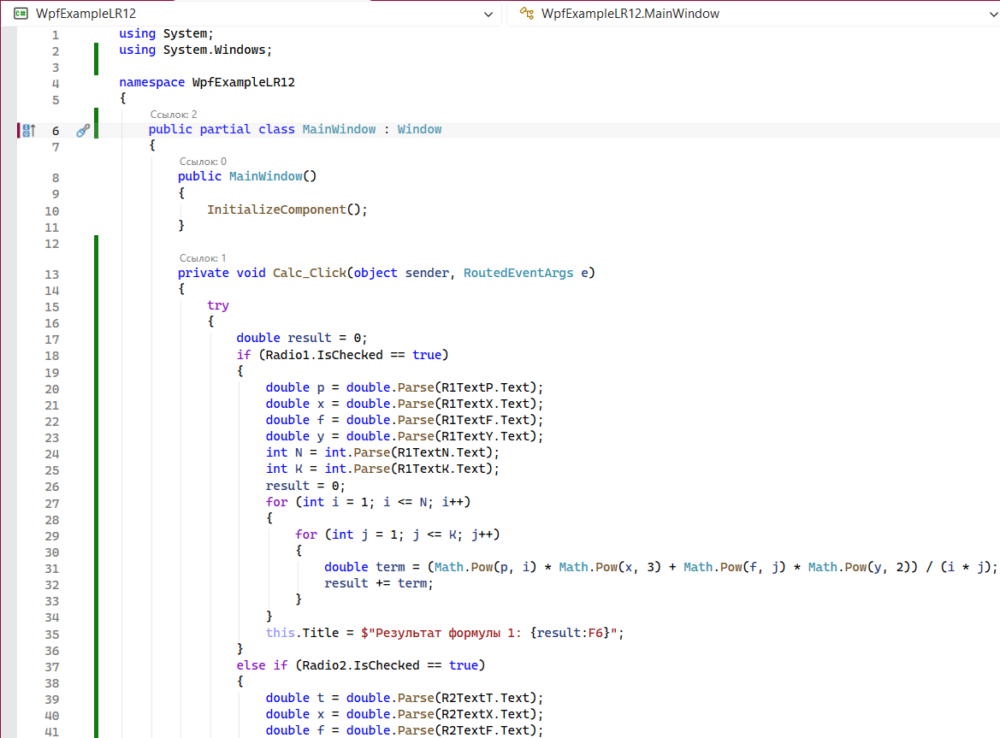 C# WpfExampleLR12 WpfExampleLR12.MainWindow
1 using System;
2 using System.Windows;
3
4 namespace WpfExampleLR12
5 {
Ссылок: 2
6 public partial class MainWindow : Window
7 {
Ссылок: 0
8 public MainWindow()
9 {
10 InitializeComponent();
11 }
12
Ссылок: 1
13 private void Calc_Click(object sender, RoutedEventArgs e)
14 {
15 try
16 {
17 double result = 0;
18 if (Radio1.IsChecked == true)
19 {
20 double p = double.Parse(R1TextP.Text);
21 double x = double.Parse(R1TextX.Text);
22 double f = double.Parse(R1TextF.Text);
23 double y = double.Parse(R1TextY.Text);
24 int N = int.Parse(R1TextN.Text);
25 int K = int.Parse(R1TextK.Text);
26 result = 0;
27 for (int i = 1; i <= N; i++)
28 {
29 for (int j = 1; j <= K; j++)
30 {
31 double term = (Math.Pow(p, i) * Math.Pow(x, 3) + Math.Pow(f, j) * Math.Pow(y, 2)) / (i * j);
32 result += term;
33 }
34 }
35 this.Title = $"Результат формулы 1: {result:F6}";
36 }
37 else if (Radio2.IsChecked == true)
38 {
39 double t = double.Parse(R2TextT.Text);
40 double x = double.Parse(R2TextX.Text);
41 double f = double.Parse(R2TextF.Text);